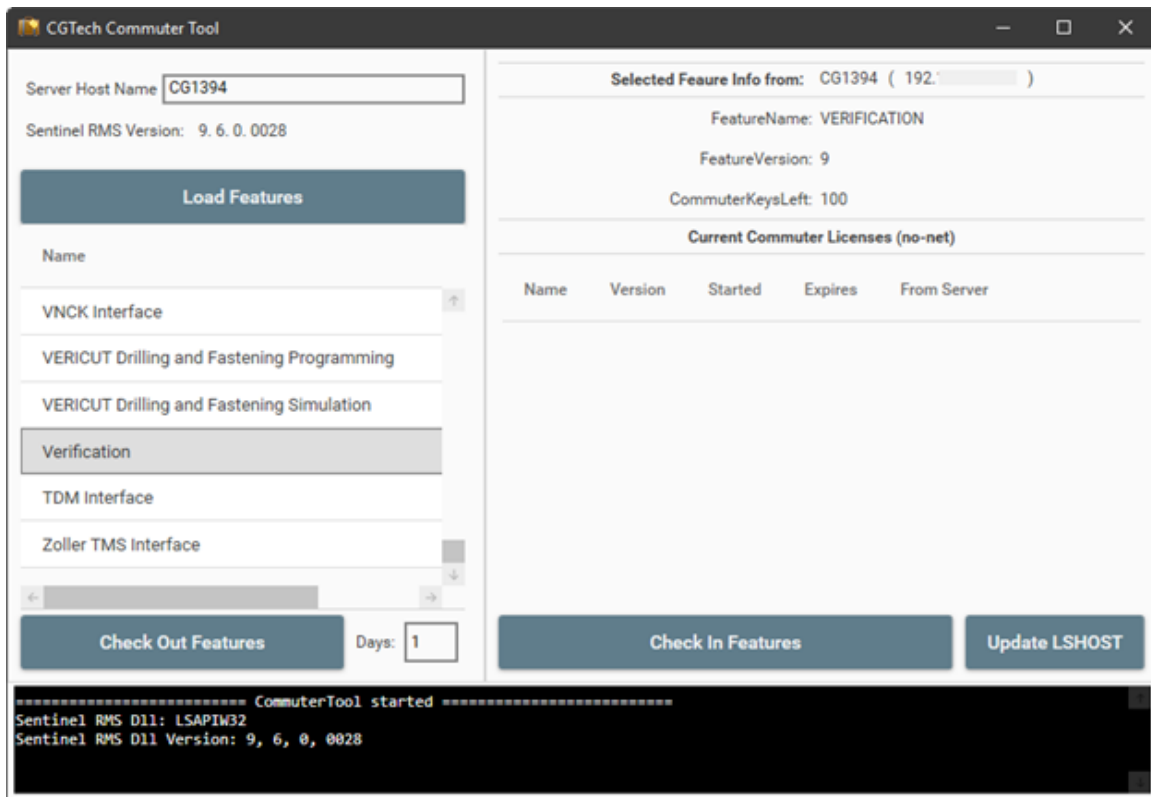 CGTech Commuter Tool
Server Host Name CG1394
Sentinel RMS Version: 9. 6. 0. 0028
Load Features
Name
VNCK Interface
VERICUT Drilling and Fastening Programming
VERICUT Drilling and Fastening Simulation
Verification
TDM Interface
Zoller TMS Interface
Check Out Features Days: 1
Selected Feaure Info from: CG1394 ( 192. )
FeatureName: VERIFICATION
FeatureVersion: 9
CommuterKeysLeft: 100
Current Commuter Licenses (no-net)
Name Version Started Expires From Server
Check In Features Update LSHOST
========================== CommuterTool started ==========================
Sentinel RMS Dll: LSAPIW32
Sentinel RMS Dll Version: 9, 6, 0, 0028